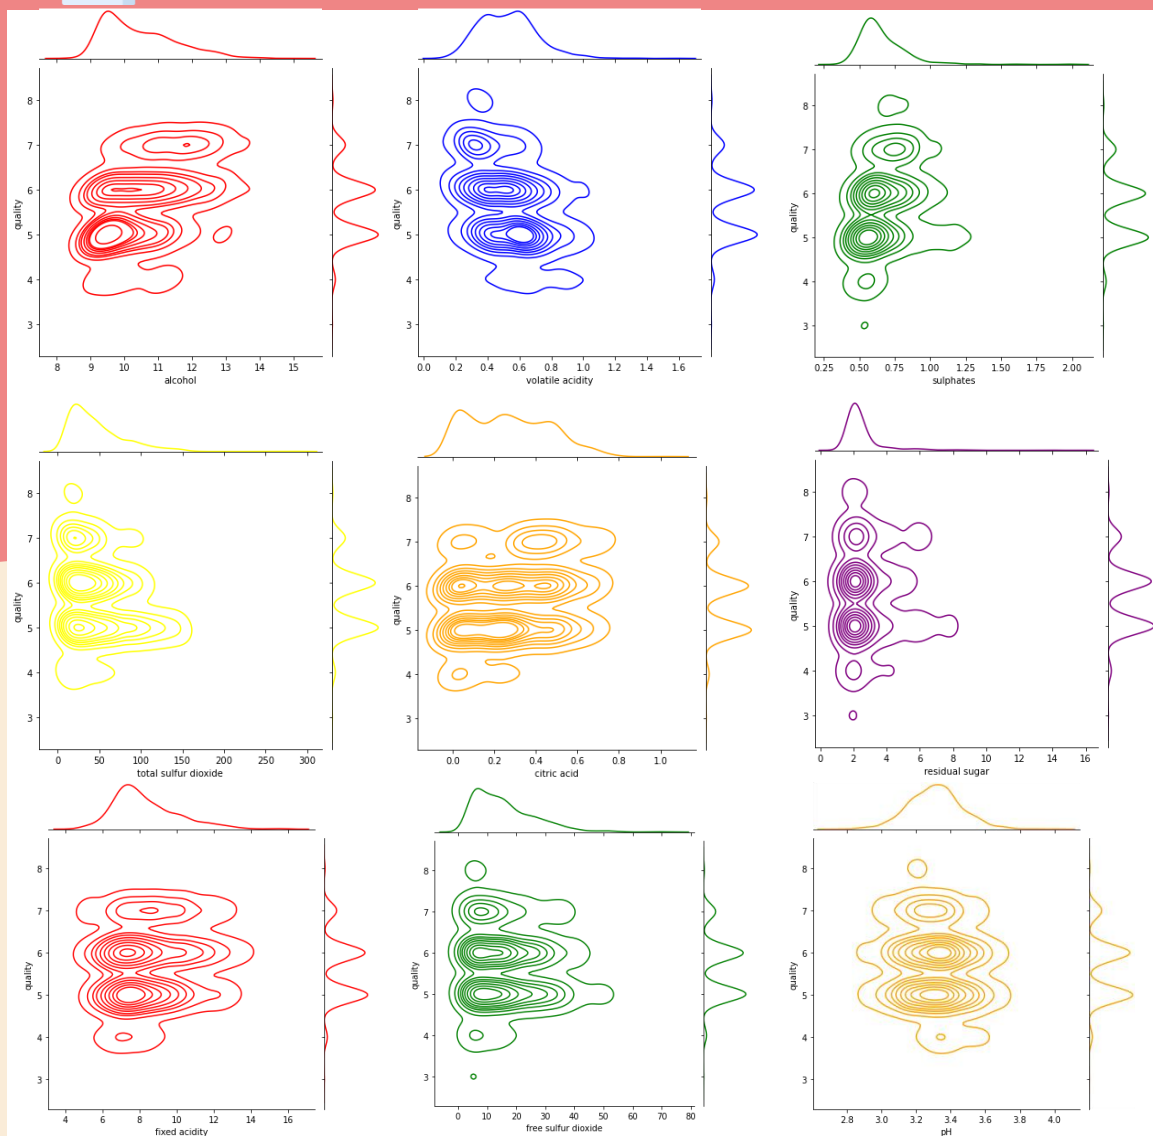 8
7
6
5
4
3
quality
8 9 10 11 12 13 14 15
alcohol
8
7
6
5
4
3
quality
0.0 0.2 0.4 0.6 0.8 1.0 1.2 1.4 1.6
volatile acidity
8
7
6
5
4
3
quality
0.25 0.50 0.75 1.00 1.25 1.50 1.75 2.00
sulphates
8
7
6
5
4
3
quality
0 50 100 150 200 250 300
total sulfur dioxide
8
7
6
5
4
3
quality
0.0 0.2 0.4 0.6 0.8 1.0
citric acid
8
7
6
5
4
3
quality
0 2 4 6 8 10 12 14 16
residual sugar
8
7
6
5
4
3
quality
4 6 8 10 12 14 16
fixed acidity
8
7
6
5
4
3
quality
0 10 20 30 40 50 60 70 80
free sulfur dioxide
8
7
6
5
4
3
quality
2.8 3.0 3.2 3.4 3.6 3.8 4.0
pH